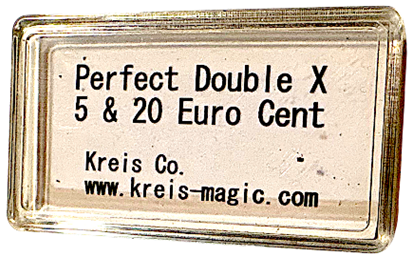 Perfect Double X
5 & 20 Euro Cent
Kreis Co.
www.kreis-magic.com